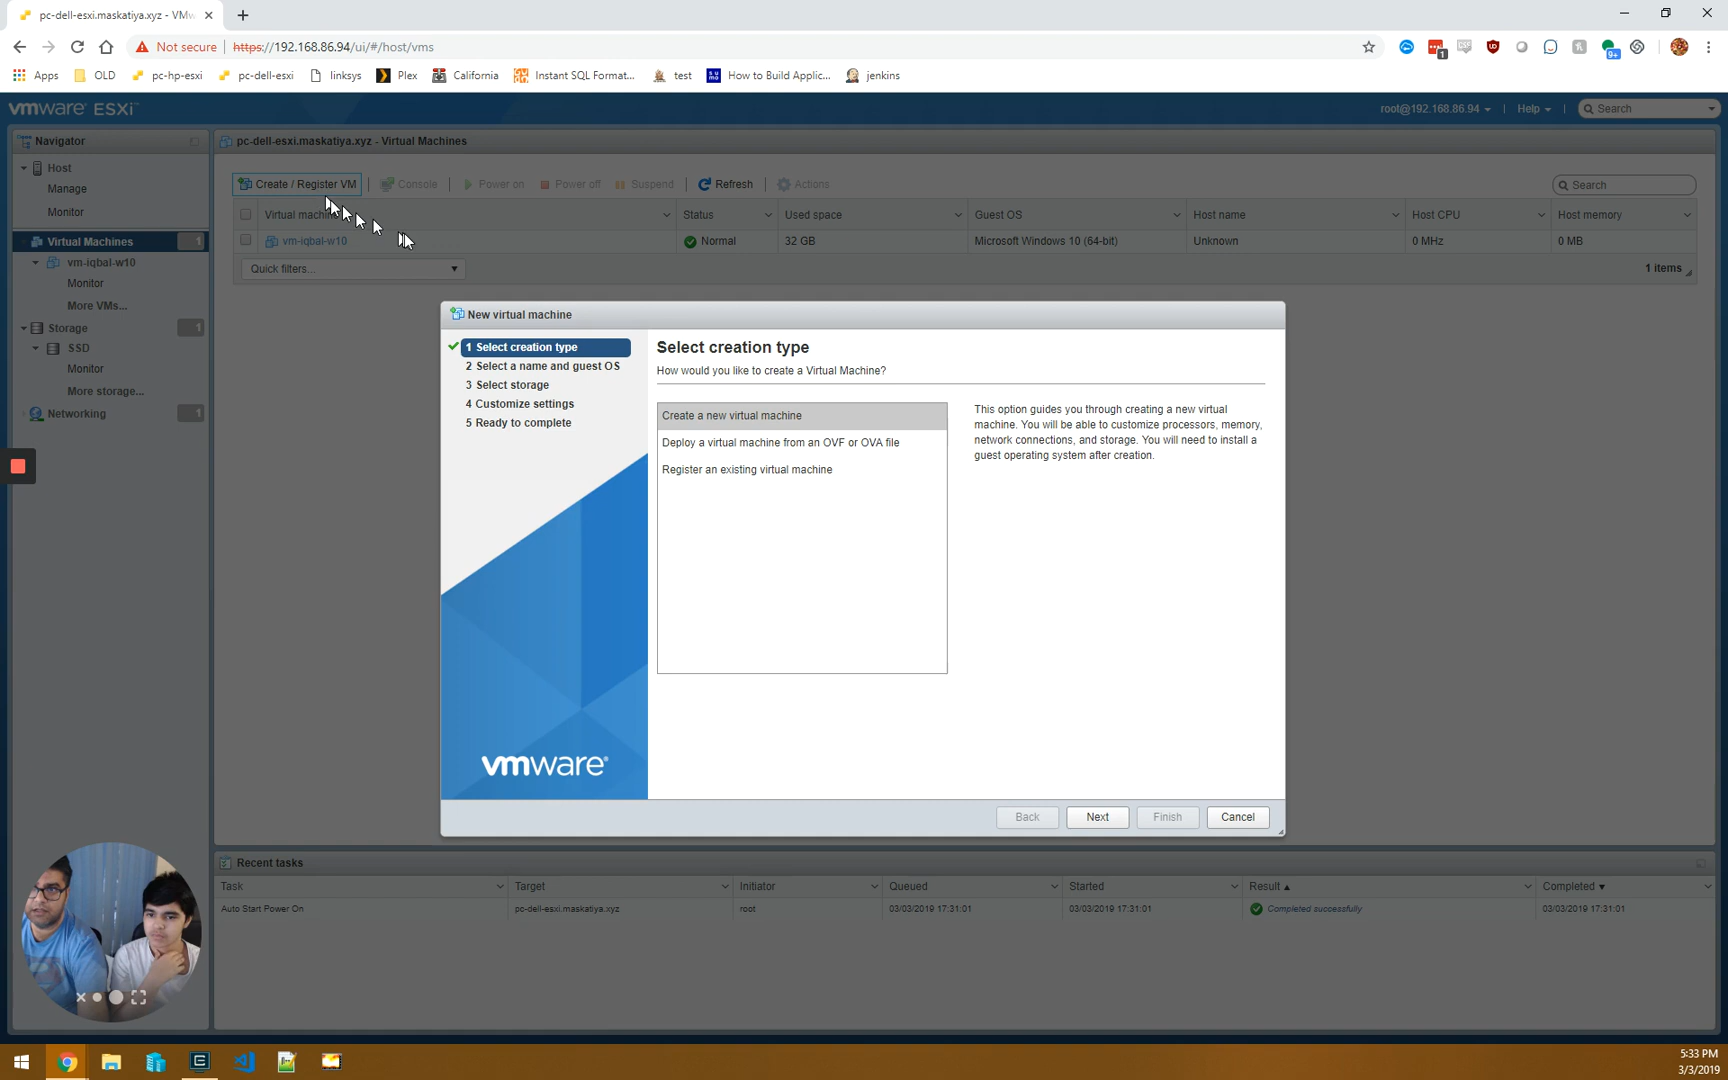 pc-dell-esxi.maskatiya.xyz - VMw
Not secure | https://192.168.86.94/ui/#/host/vms
1
9+
Apps OLD pc-hp-esxi pc-dell-esxi linksys Plex California Instant SQL Format... test How to Build Applic... jenkins
vmware ESXi™
root@192.168.86.94 | Help | Search
Navigator
Host
Manage
Monitor
Virtual Machines 1
vm-iqbal-w10
Monitor
More VMs...
Storage 1
SSD
Monitor
More storage...
Networking 1
pc-dell-esxi.maskatiya.xyz - Virtual Machines
Create / Register VM | Console | Power on Power off Suspend | Refresh | Actions
Search
Virtual machine Status Used space Guest OS Host name Host CPU Host memory
vm-iqbal-w10 Normal 32 GB Microsoft Windows 10 (64-bit) Unknown 0 MHz 0 MB
Quick filters... 1 items
New virtual machine
1 Select creation type
2 Select a name and guest OS
3 Select storage
4 Customize settings
5 Ready to complete
vmware®
Select creation type
How would you like to create a Virtual Machine?
Create a new virtual machine
Deploy a virtual machine from an OVF or OVA file
Register an existing virtual machine
This option guides you through creating a new virtual
machine. You will be able to customize processors, memory,
network connections, and storage. You will need to install a
guest operating system after creation.
Back Next Finish Cancel
Recent tasks
Task Target Initiator Queued Started Result ▲ Completed ▼
Auto Start Power On pc-dell-esxi.maskatiya.xyz root 03/03/2019 17:31:01 03/03/2019 17:31:01 Completed successfully 03/03/2019 17:31:01
5:33 PM
3/3/2019